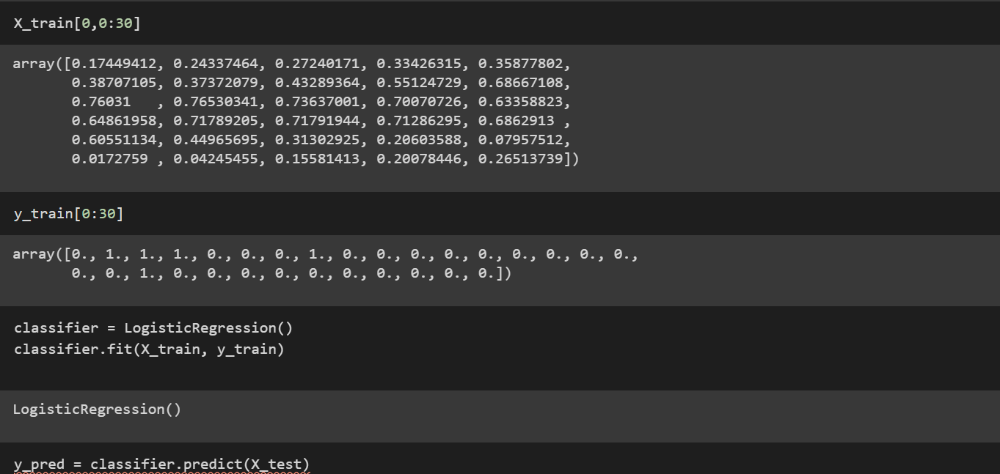 X_train[0,0:30]
array([0.17449412, 0.24337464, 0.27240171, 0.33426315, 0.35877802,
       0.38707105, 0.37372079, 0.43289364, 0.55124729, 0.68667108,
       0.76031   , 0.76530341, 0.73637001, 0.70070726, 0.63358823,
       0.64861958, 0.71789205, 0.71791944, 0.71286295, 0.6862913 ,
       0.60551134, 0.44965695, 0.31302925, 0.20603588, 0.07957512,
       0.0172759 , 0.04245455, 0.15581413, 0.20078446, 0.26513739])
y_train[0:30]
array([0., 1., 1., 1., 0., 0., 0., 1., 0., 0., 0., 0., 0., 0., 0., 0., 0.,
       0., 0., 1., 0., 0., 0., 0., 0., 0., 0., 0., 0., 0.])
classifier = LogisticRegression()
classifier.fit(X_train, y_train)
LogisticRegression()
y_pred = classifier.predict(X_test)